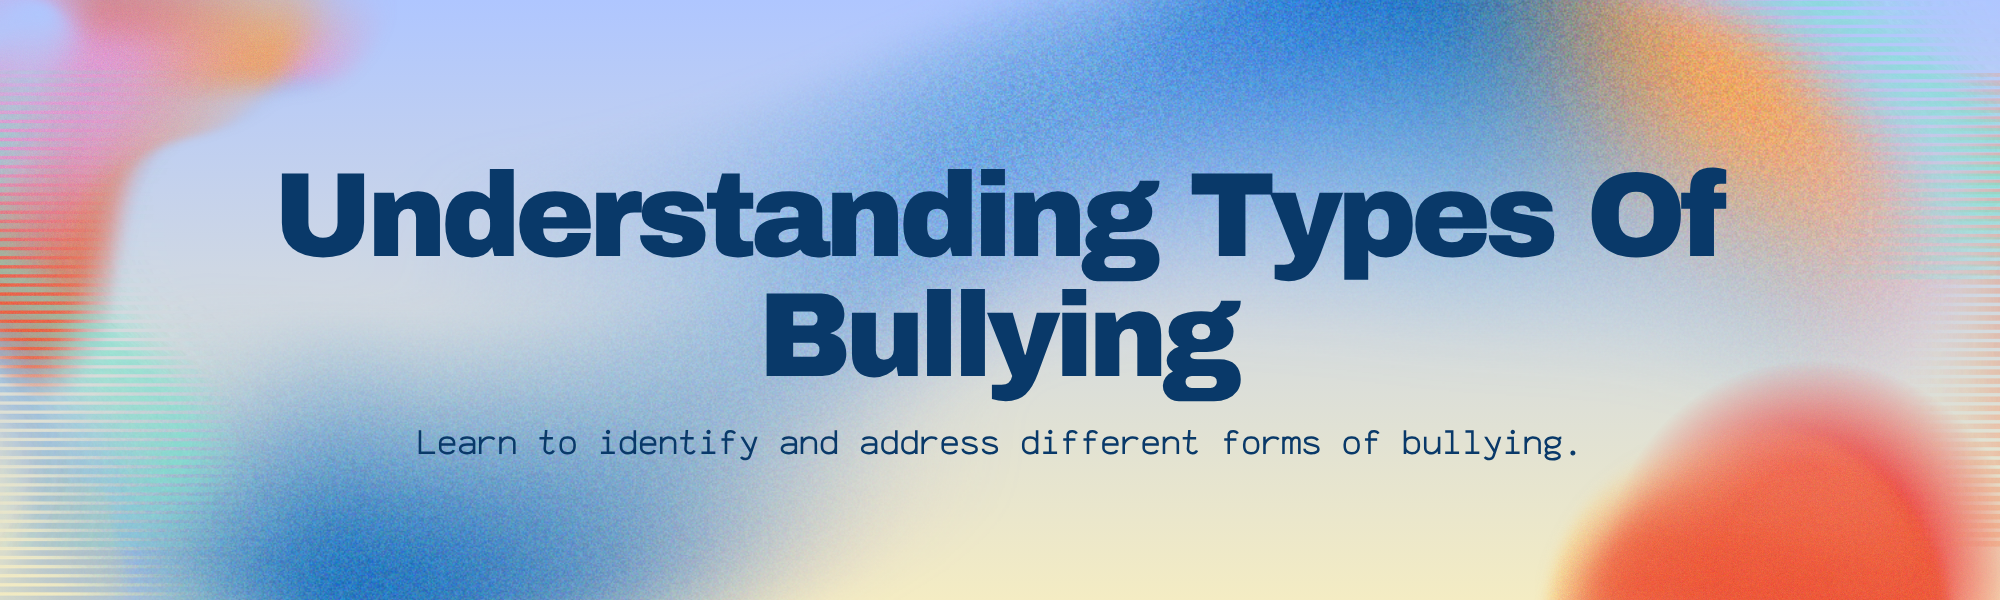 Understanding Types Of
Bullying
Learn to identify and address different forms of bullying.